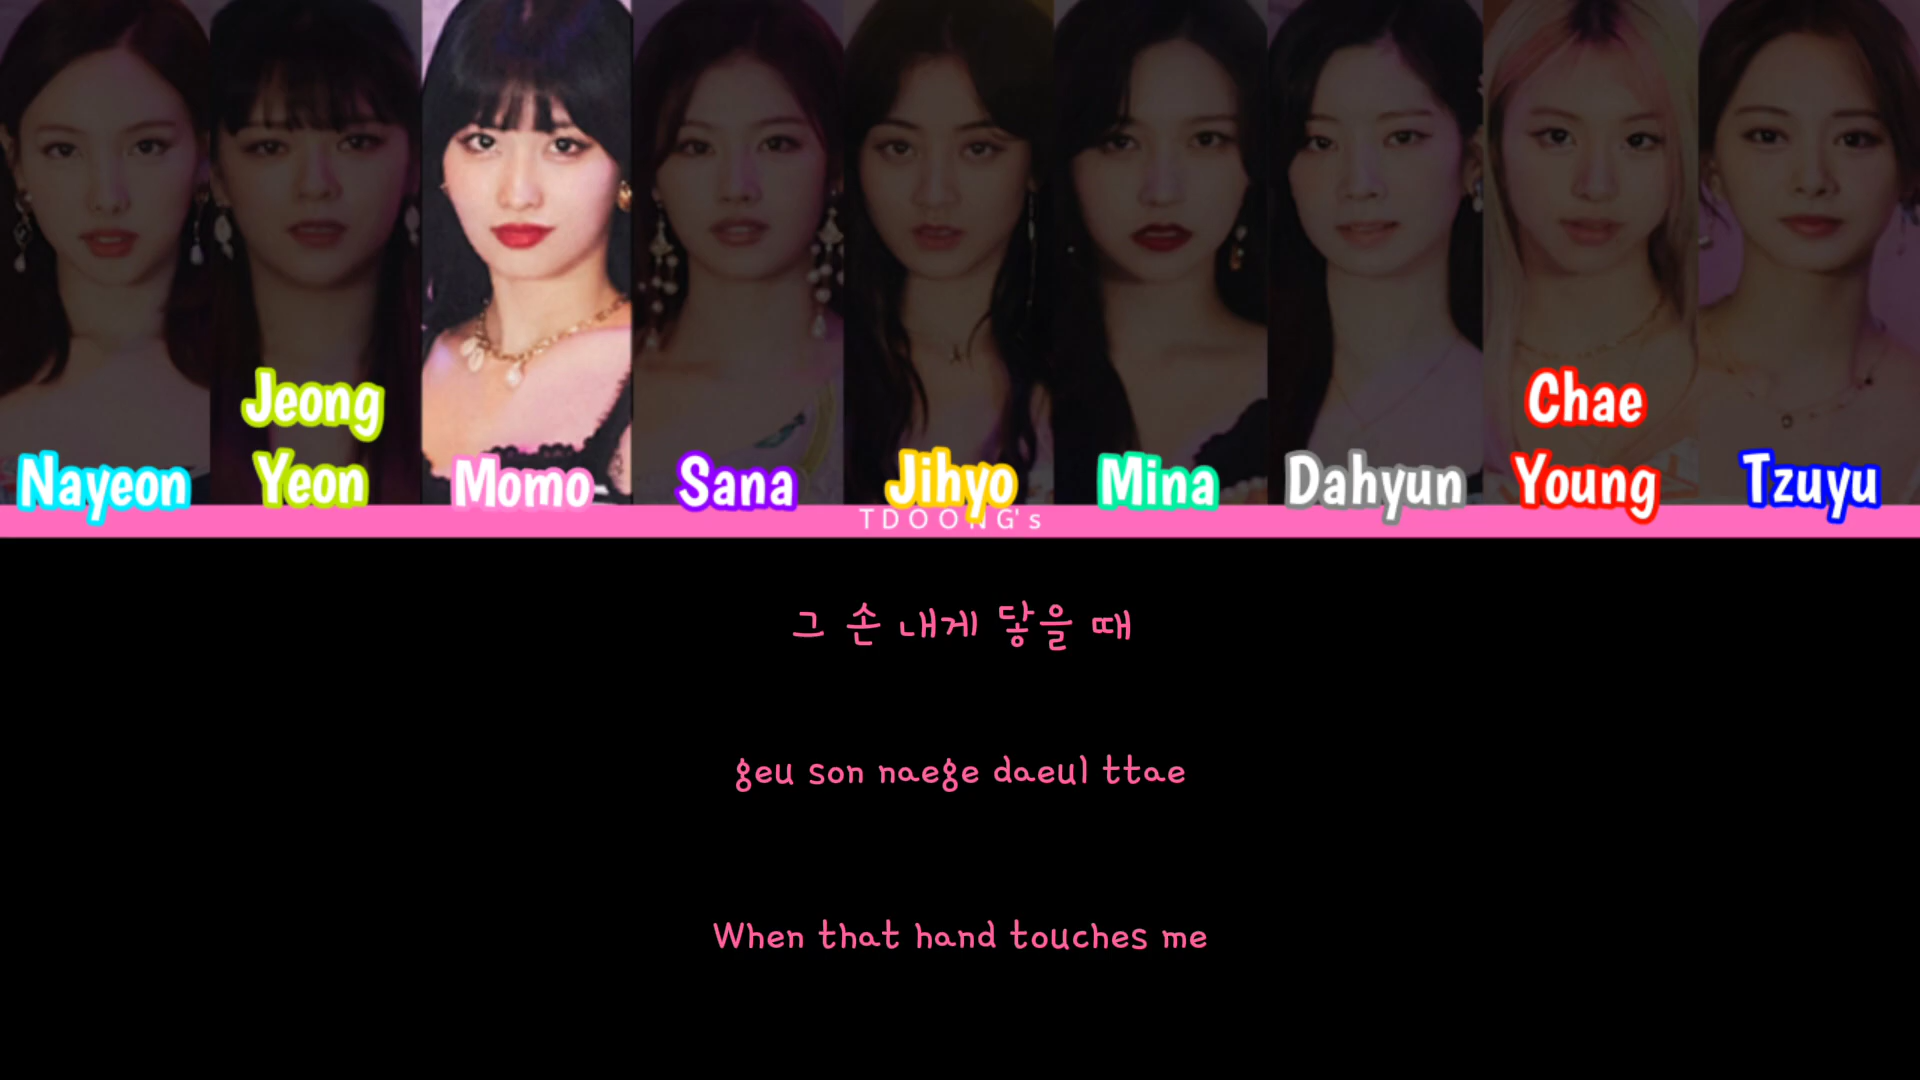 Nayeon
Jeong
Yeon
Momo
Sana
Jihyo
Mina
Dahyun
Chae
Young
Tzuyu
TDOONG's
그 손 내게 닿을 때
geu son naege daeul ttae
When that hand touches me